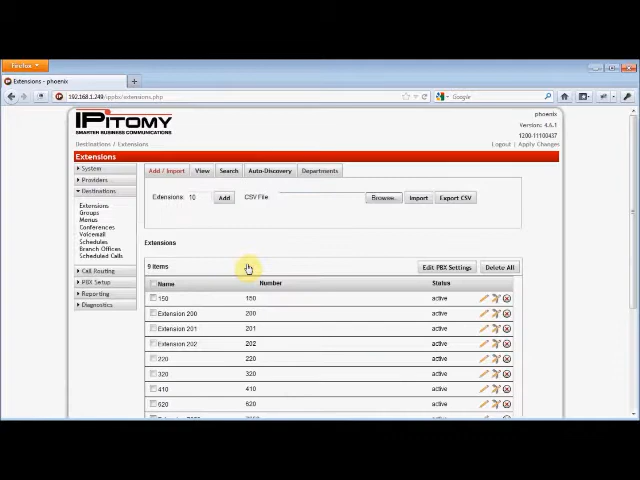 Firefox
Extensions - phoenix
192.168.1.249/ippbx/extensions.php
Google
IPITOMY
SMARTER BUSINESS COMMUNICATIONS
phoenix
Version: 4.6.1
1200-11100437
Destinations / Extensions
Logout | Apply Changes
Extensions
System
Providers
Destinations
Extensions
Groups
Menus
Conferences
Voicemail
Schedules
Branch Offices
Scheduled Calls
Call Routing
PBX Setup
Reporting
Diagnostics
Add / Import View Search Auto-Discovery Departments
Extensions: 10 Add CSV File Browse.. Import Export CSV
Extensions
9 items Edit PBX Settings Delete All
Name Number Status
150 150 active
Extension 200 200 active
Extension 201 201 active
Extension 202 202 active
220 220 active
320 320 active
410 410 active
620 620 active